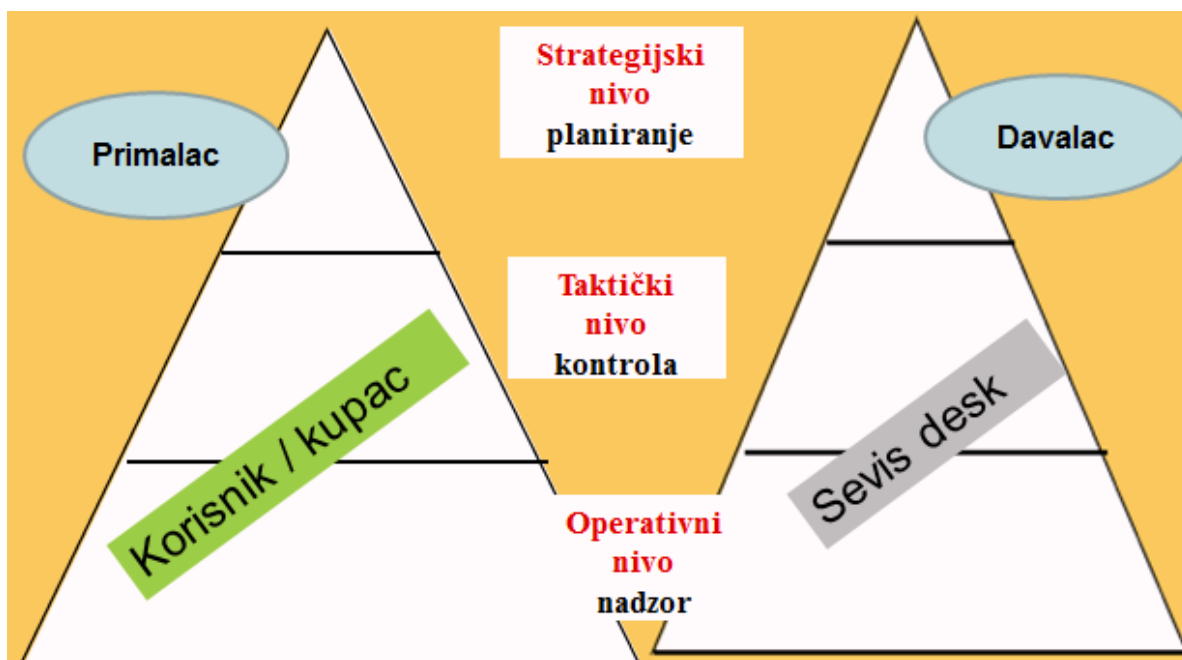 Primalac
Strategijski
nivo
planiranje
Davalac
Taktički
nivo
kontrola
Korisnik / kupac
Sevis desk
Operativni
nivo
nadzor